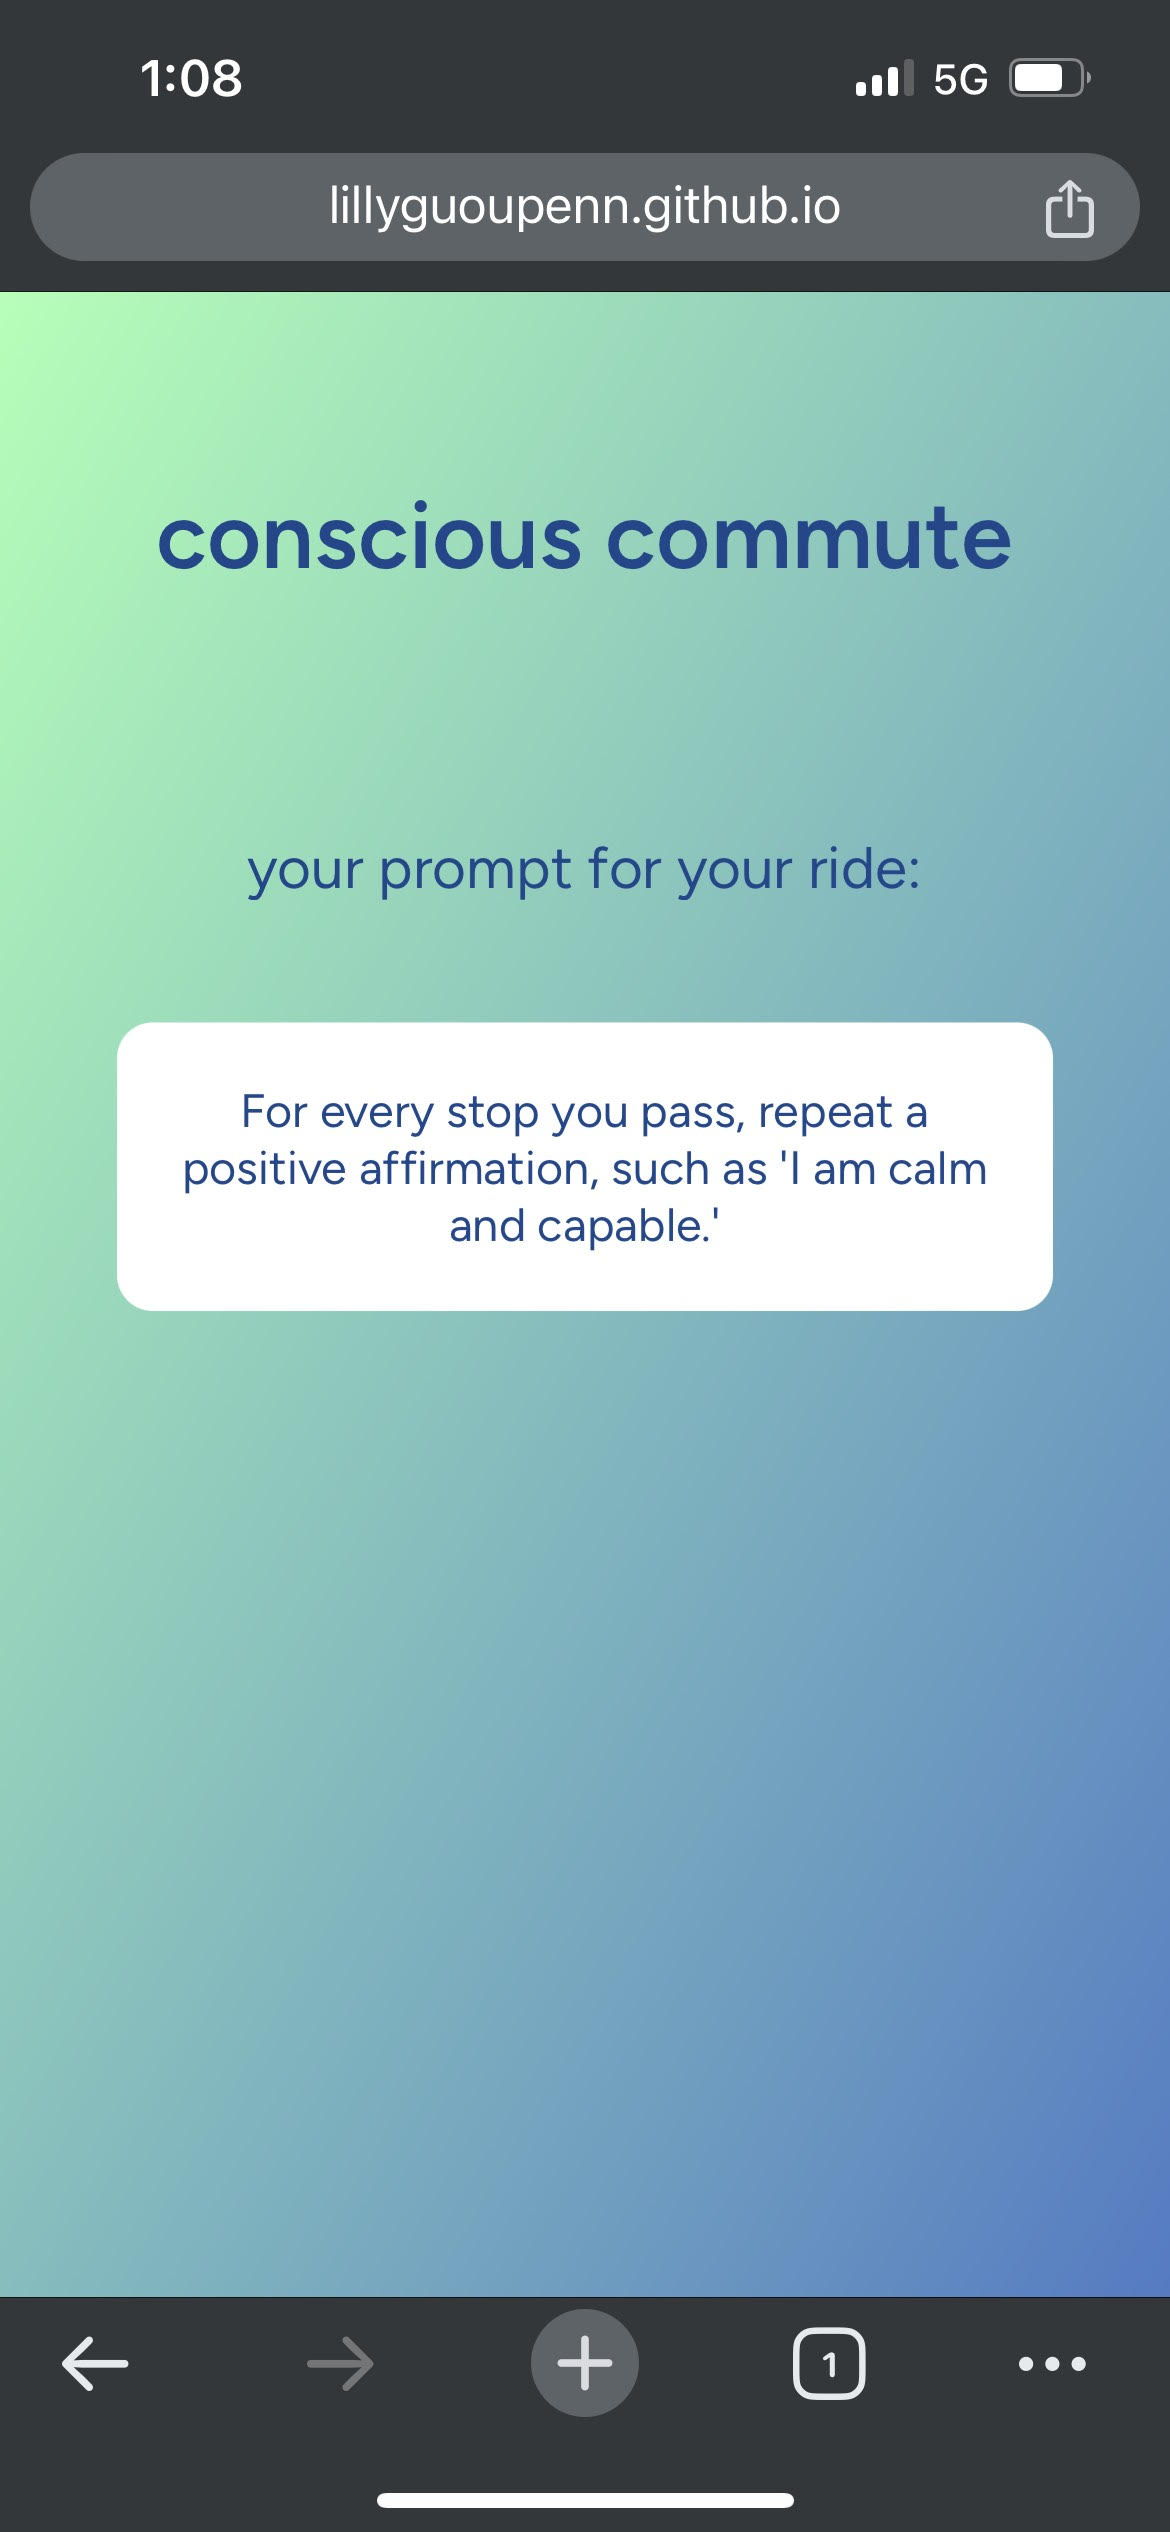 1:08
5G
lillyguoupenn.github.io
conscious commute
your prompt for your ride:
For every stop you pass, repeat a
positive affirmation, such as 'I am calm
and capable.'
1